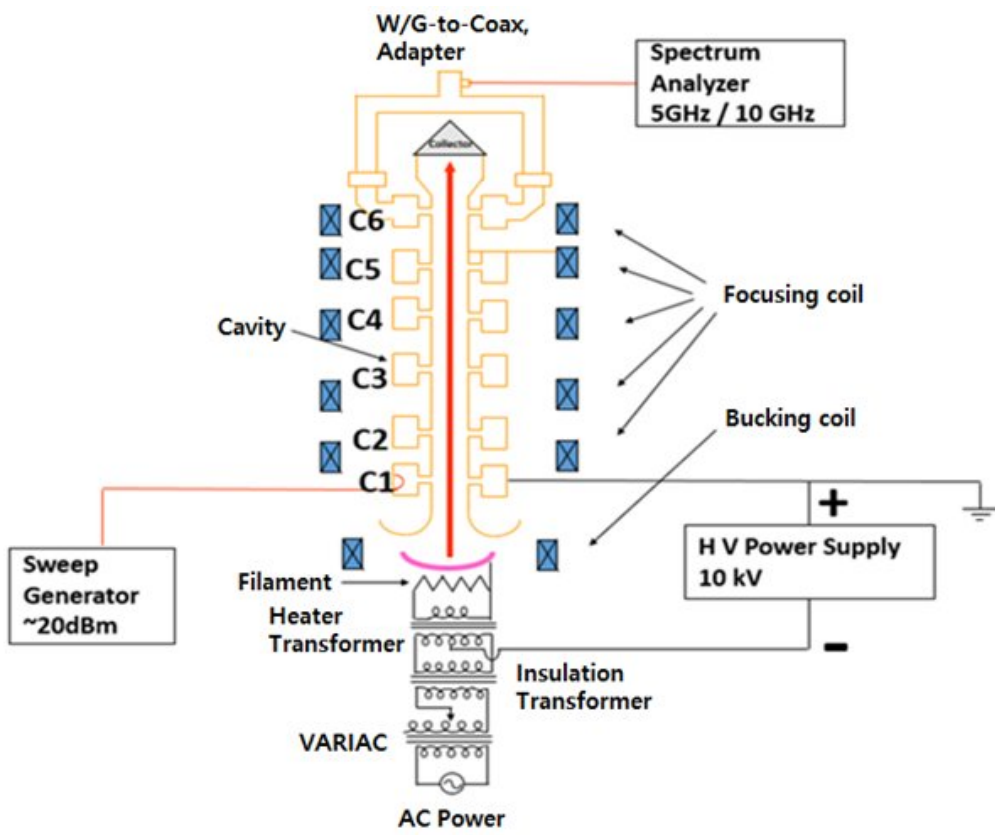 W/G-to-Coax,
Adapter
Spectrum
Analyzer
5GHz / 10 GHz
Collector
C6
C5
Focusing coil
C4
Cavity
C3
Bucking coil
C2
C1
+
H V Power Supply
10 kV
-
Sweep
Generator
~20dBm
Filament
Heater
Transformer
Insulation
Transformer
VARIAC
AC Power